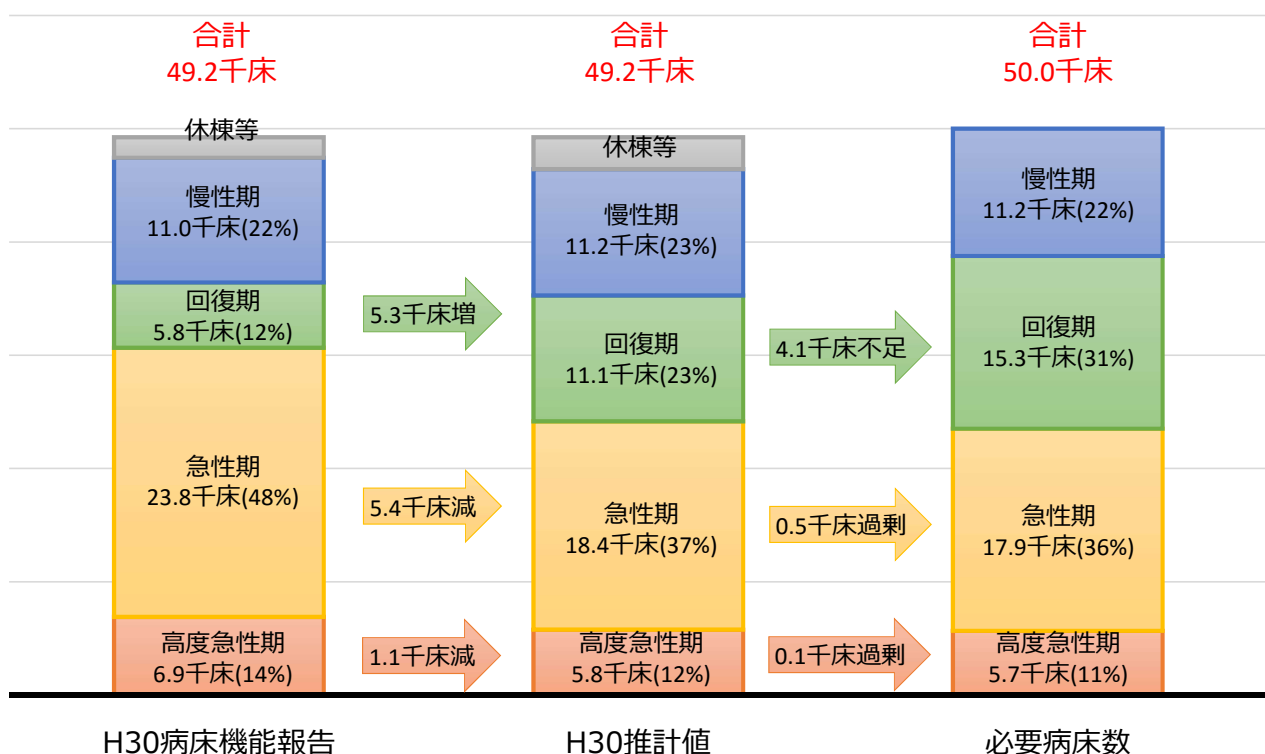 合計
49.2千床
合計
49.2千床
合計
50.0千床
休棟等
慢性期
11.0千床(22%)
回復期
5.8千床(12%)
急性期
23.8千床(48%)
高度急性期
6.9千床(14%)
5.3千床増
5.4千床減
1.1千床減
休棟等
慢性期
11.2千床(23%)
回復期
11.1千床(23%)
急性期
18.4千床(37%)
高度急性期
5.8千床(12%)
4.1千床不足
0.5千床過剰
0.1千床過剰
慢性期
11.2千床(22%)
回復期
15.3千床(31%)
急性期
17.9千床(36%)
高度急性期
5.7千床(11%)
H30病床機能報告
H30推計値
必要病床数